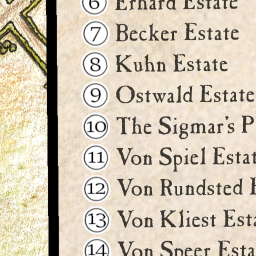 6 Erhard Estate
7 Becker Estate
8 Kuhn Estate
9 Ostwald Estate
10 The Sigmar's P
11 Von Spiel Estat
12 Von Rundsted E
13 Von Kliest Esta
14 Von Speer Esta